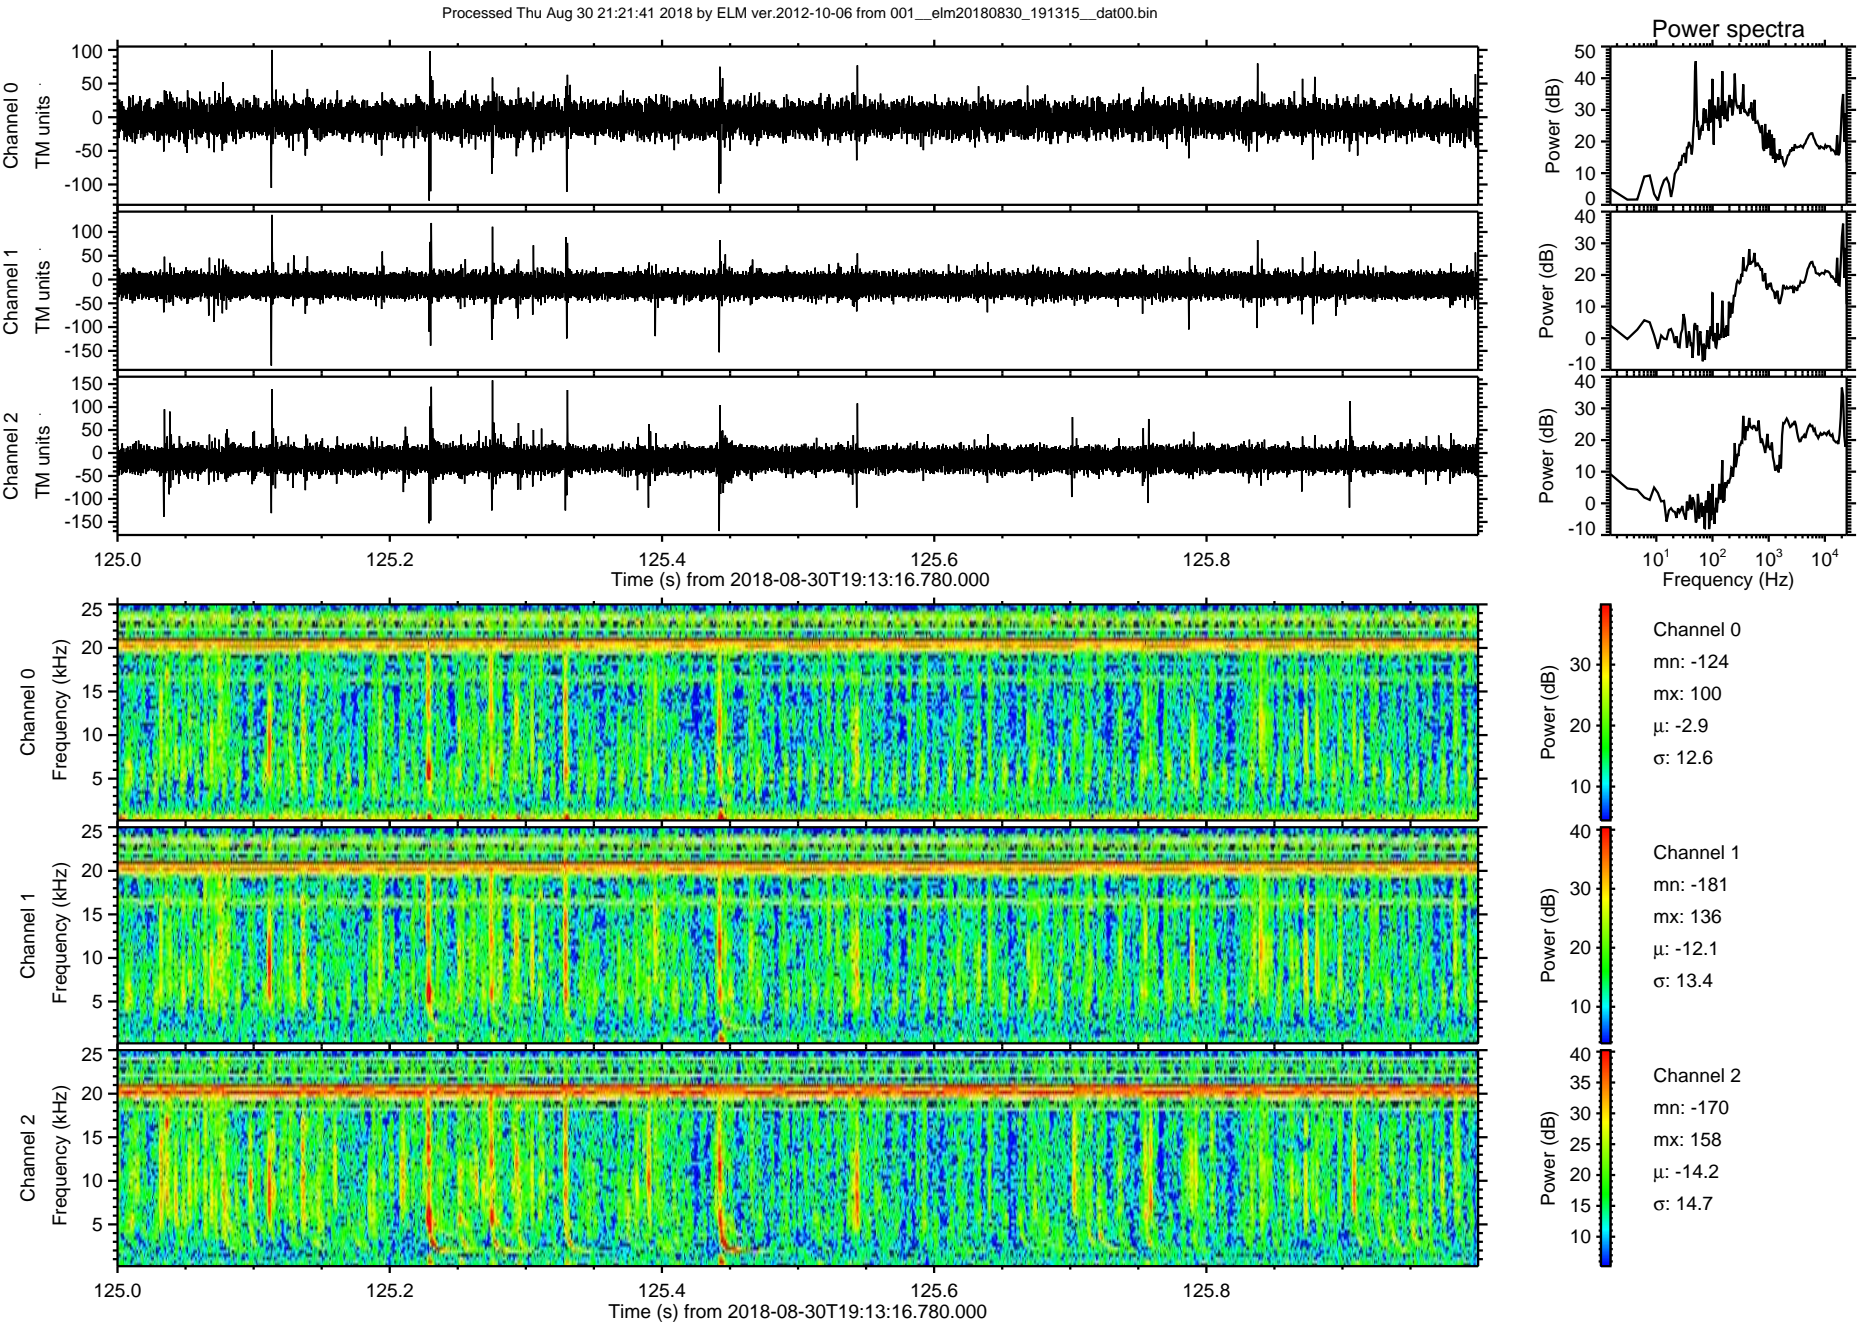 Processed Thu Aug 30 21:21:41 2018 by ELM ver.2012-10-06 from 001__elm20180830_191315__dat00.bin
Power spectra
Channel 0
TM units
100
50
0
-50
-100
Power (dB)
50
40
30
20
10
0
Channel 1
TM units
100
50
0
-50
-100
-150
Power (dB)
40
30
20
10
0
-10
Channel 2
TM units
150
100
50
0
-50
-100
-150
Power (dB)
40
30
20
10
0
-10
125.0 125.2 125.4 125.6 125.8
Time (s) from 2018-08-30T19:13:16.780.000
10¹ 10² 10³ 10⁴
Frequency (Hz)
Channel 0
Frequency (kHz)
25
20
15
10
5
Power (dB)
30
20
10
Channel 0
mn: -124
mx: 100
µ: -2.9
σ: 12.6
Channel 1
Frequency (kHz)
25
20
15
10
5
Power (dB)
40
30
20
10
Channel 1
mn: -181
mx: 136
µ: -12.1
σ: 13.4
Channel 2
Frequency (kHz)
25
20
15
10
5
Power (dB)
40
35
30
25
20
15
10
Channel 2
mn: -170
mx: 158
µ: -14.2
σ: 14.7
125.0 125.2 125.4 125.6 125.8
Time (s) from 2018-08-30T19:13:16.780.000